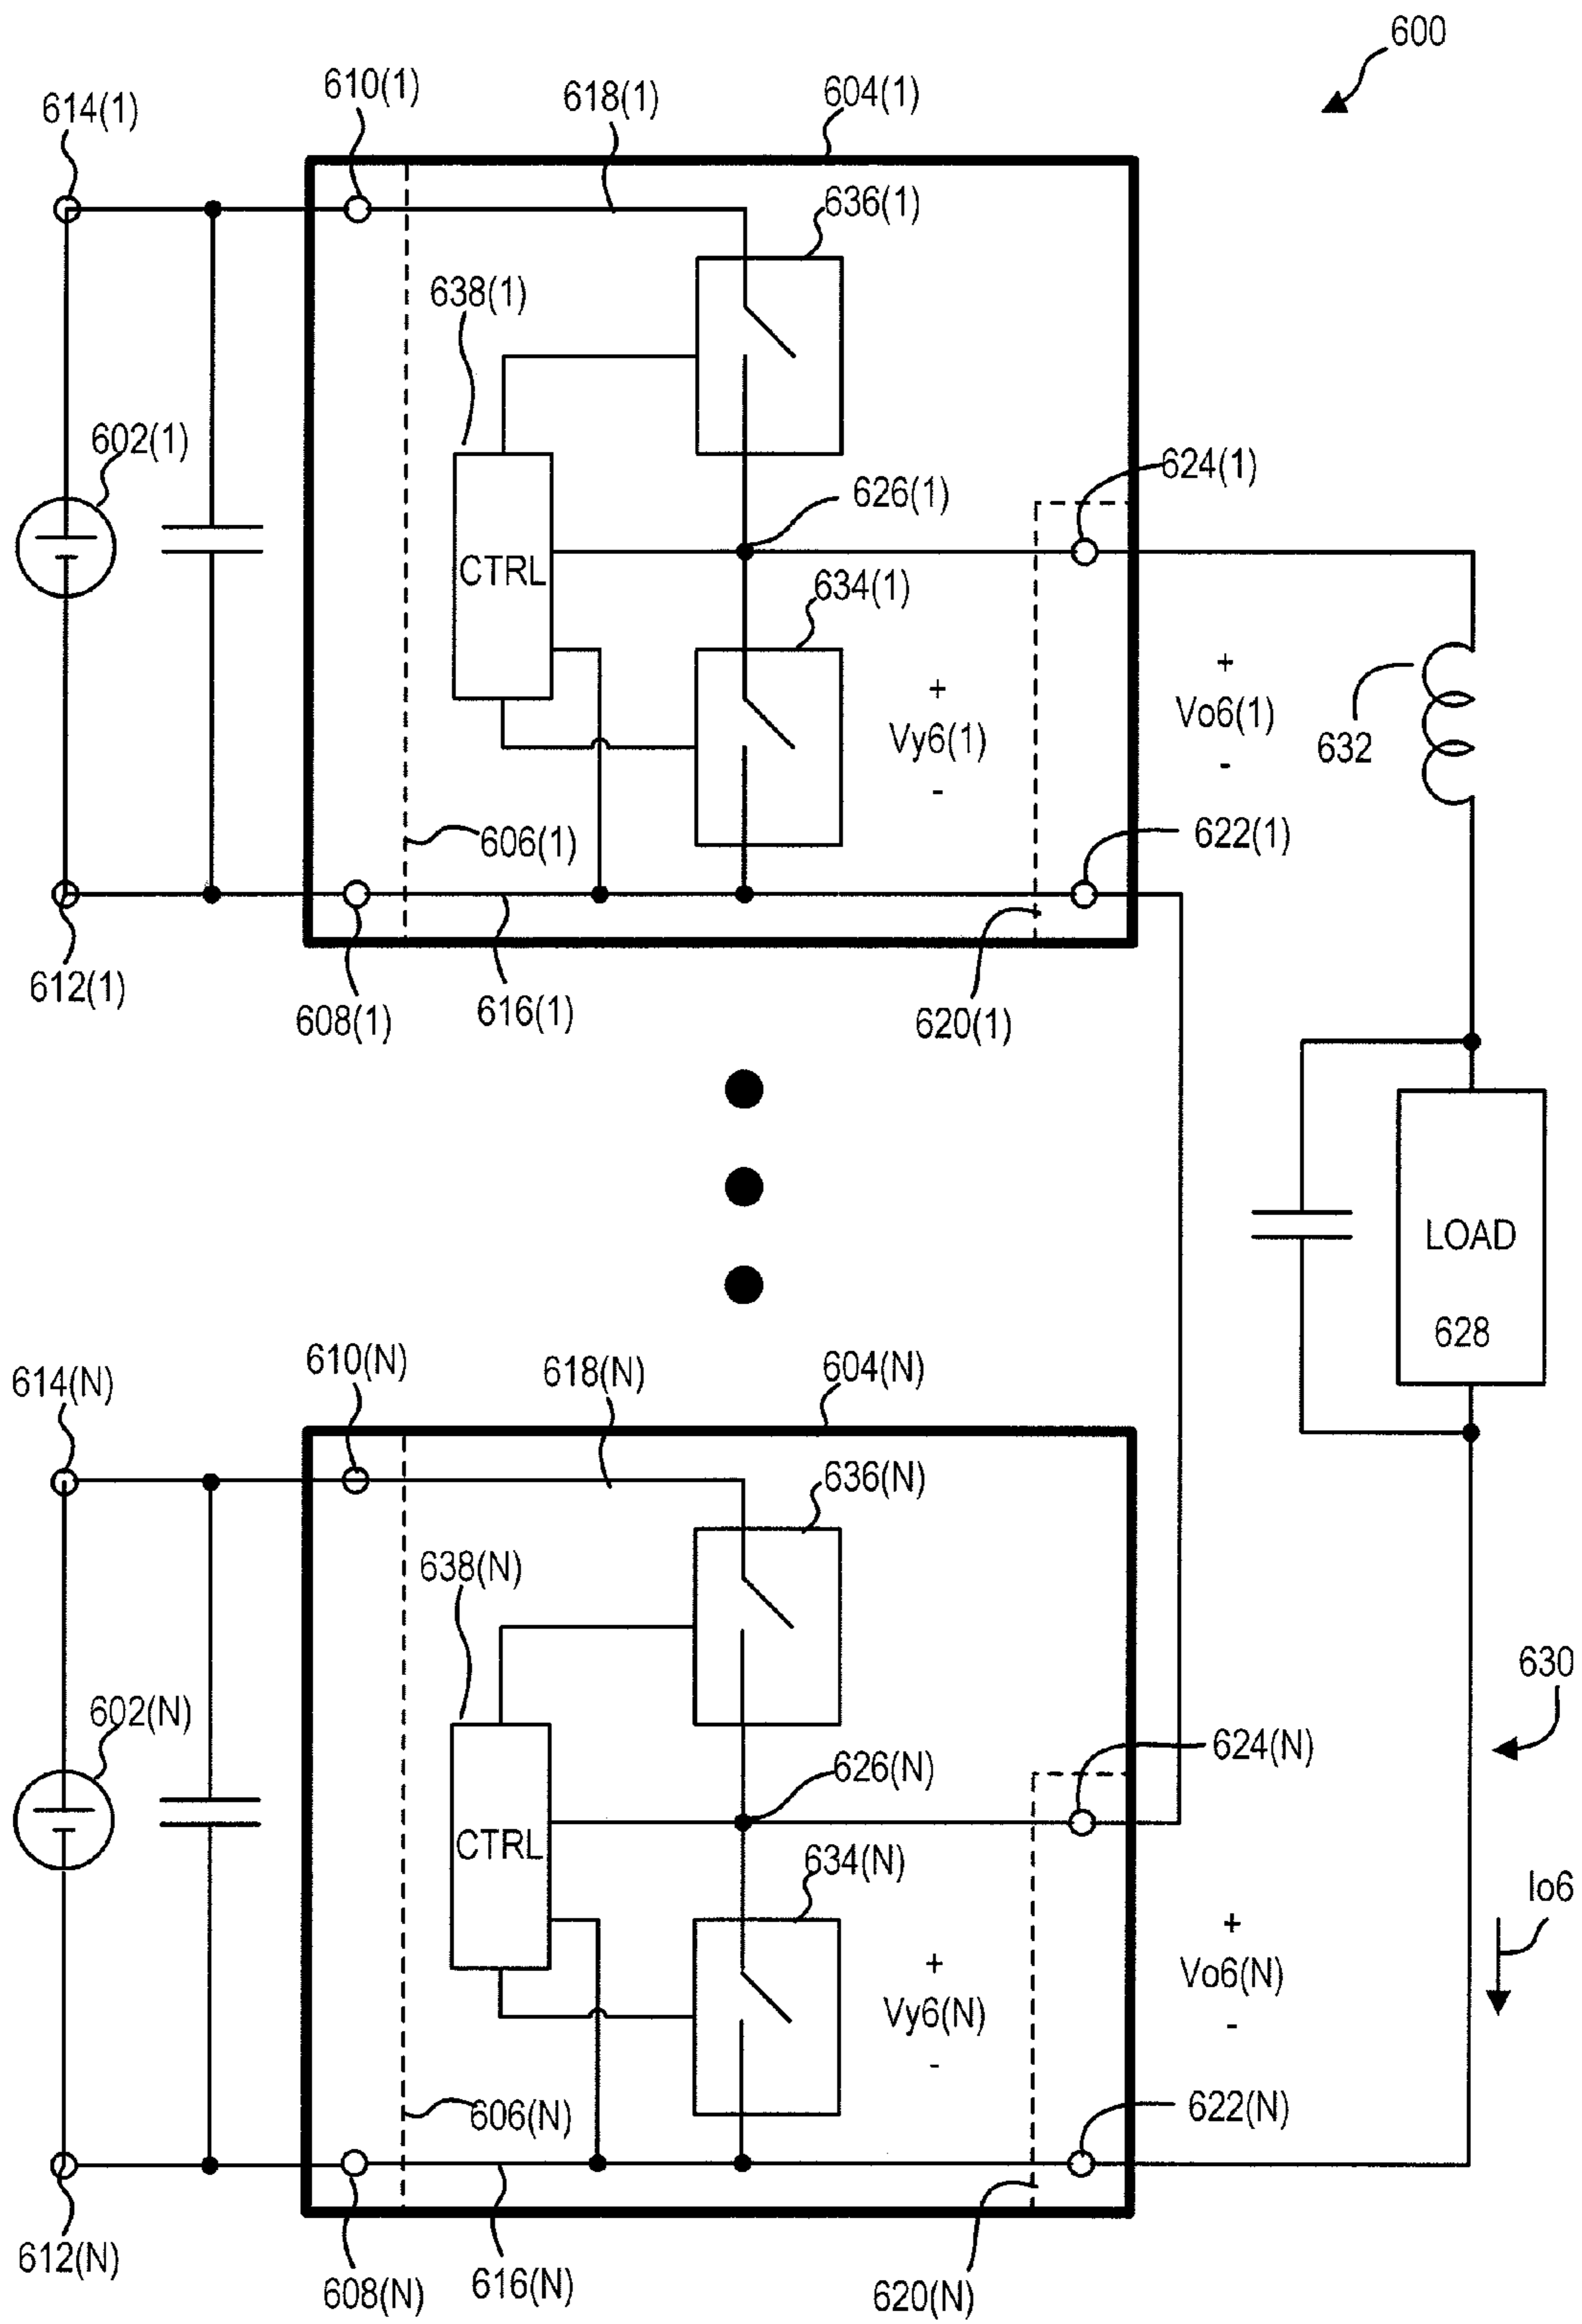 600
614(1)
610(1)
618(1)
604(1)
636(1)
638(1)
602(1)
624(1)
626(1)
CTRL
634(1)
+
Vy6(1)
-
+
Vo6(1)
-
632
606(1)
622(1)
612(1)
608(1)
616(1)
620(1)
LOAD
628
614(N)
610(N)
618(N)
604(N)
636(N)
638(N)
602(N)
630
624(N)
626(N)
CTRL
634(N)
+
Vy6(N)
-
+
Vo6(N)
-
Io6
606(N)
622(N)
612(N)
608(N)
616(N)
620(N)